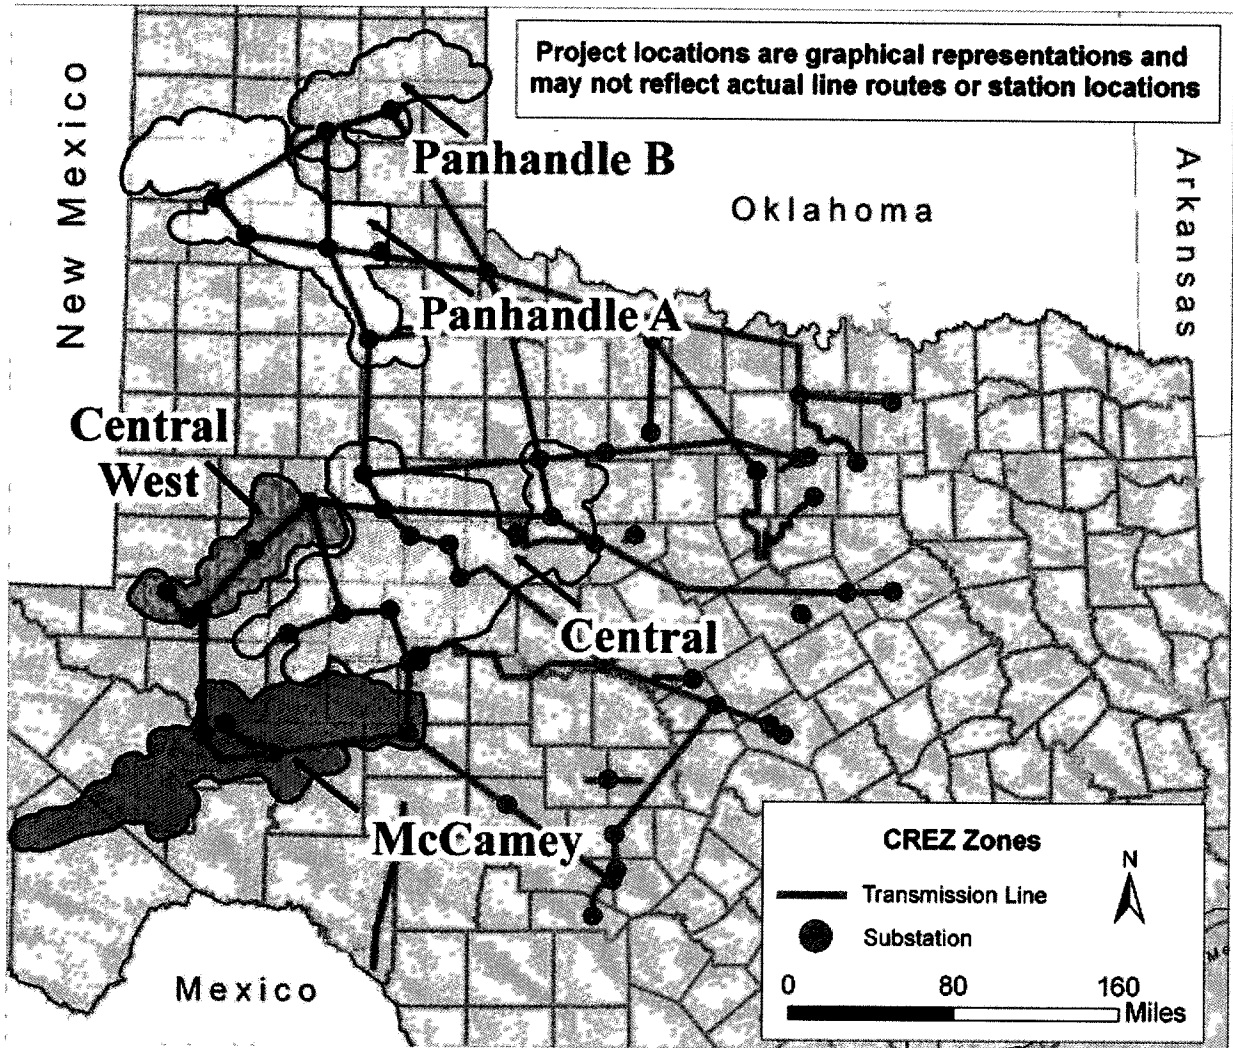 Project locations are graphical representations and
may not reflect actual line routes or station locations
New Mexico
Panhandle B
Oklahoma
Arkansas
Panhandle A
Central
West
Central
McCamey
Mexico
CREZ Zones
N
Transmission Line
Substation
0 80 160
Miles